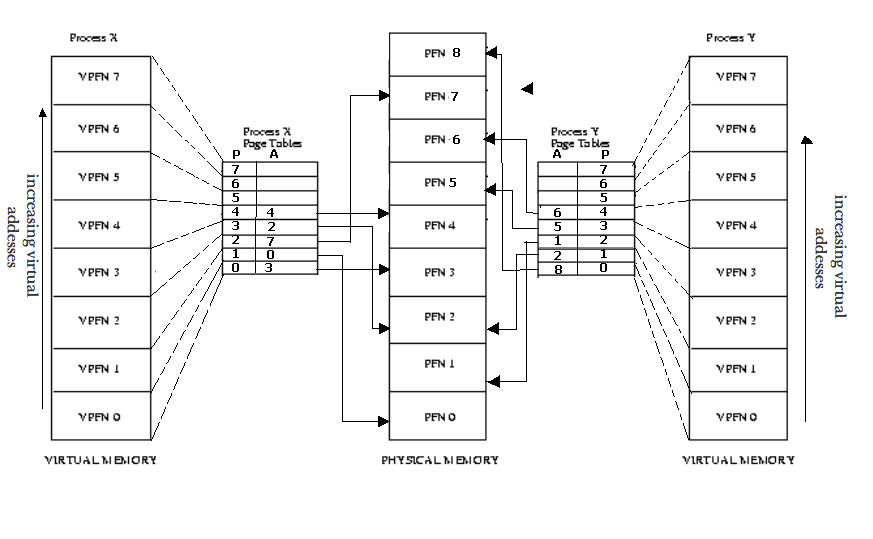 Process X
VPFN 7
VPFN 6
VPFN 5
VPFN 4
VPFN 3
VPFN 2
VPFN 1
VPFN 0
VIRTUAL MEMORY
increasing virtual
addesses
Process X
Page Tables
P A
7
6
5
4 4
3 2
2 7
1 0
0 3
PFN 8
PFN 7
PFN 6
PFN 5
PFN 4
PFN 3
PFN 2
PFN 1
PFN 0
PHYSICAL MEMORY
Process Y
Page Tables
A P
7
6
5
6 4
5 3
1 2
2 1
8 0
Process Y
VPFN 7
VPFN 6
VPFN 5
VPFN 4
VPFN 3
VPFN 2
VPFN 1
VPFN 0
VIRTUAL MEMORY
increasing virtual
addesses